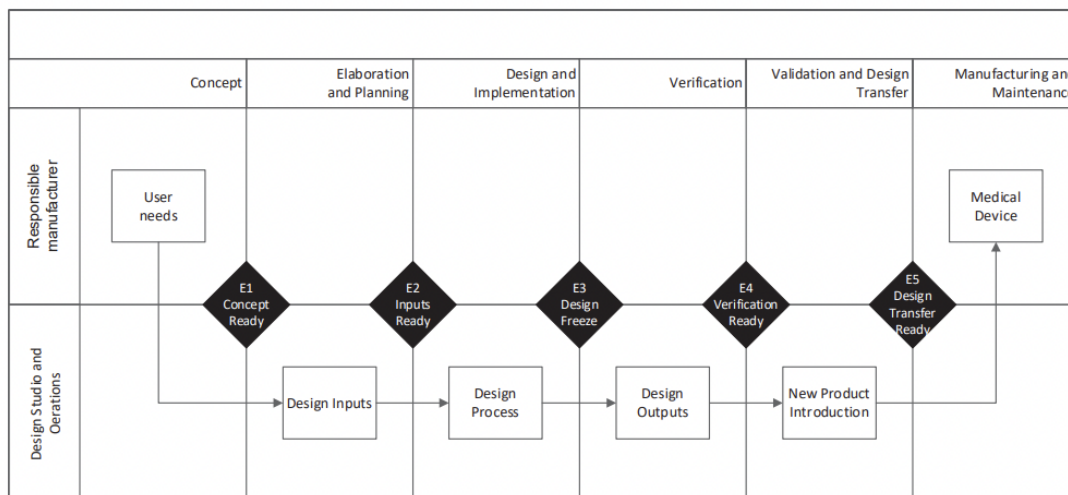 Concept
Elaboration
and Planning
Design and
Implementation
Verification
Validation and Design
Transfer
Manufacturing and
Maintenance
Responsible
manufacturer
User
needs
Medical
Device
E1
Concept
Ready
E2
Inputs
Ready
E3
Design
Freeze
E4
Verification
Ready
E5
Design
Transfer
Ready
Design Studio and
Oerations
Design Inputs
Design
Process
Design
Outputs
New Product
Introduction